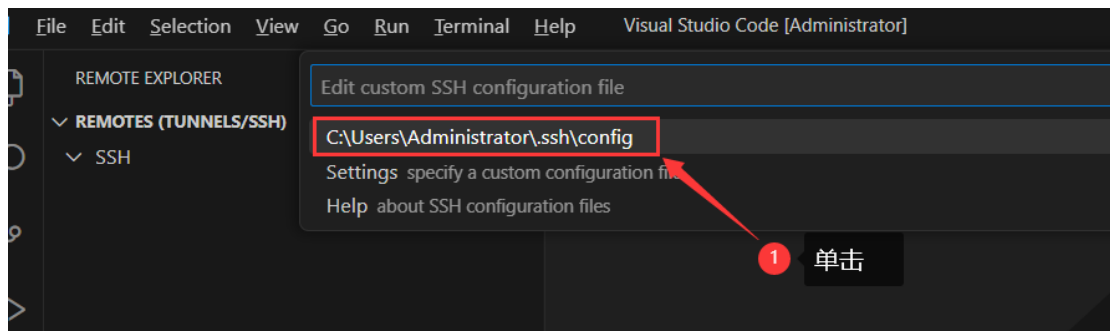 File Edit Selection View Go Run Terminal Help Visual Studio Code [Administrator]
REMOTE EXPLORER
Edit custom SSH configuration file
REMOTES (TUNNELS/SSH)
C:\Users\Administrator\.ssh\config
SSH
Settings specify a custom configuration file
Help about SSH configuration files
1 单击